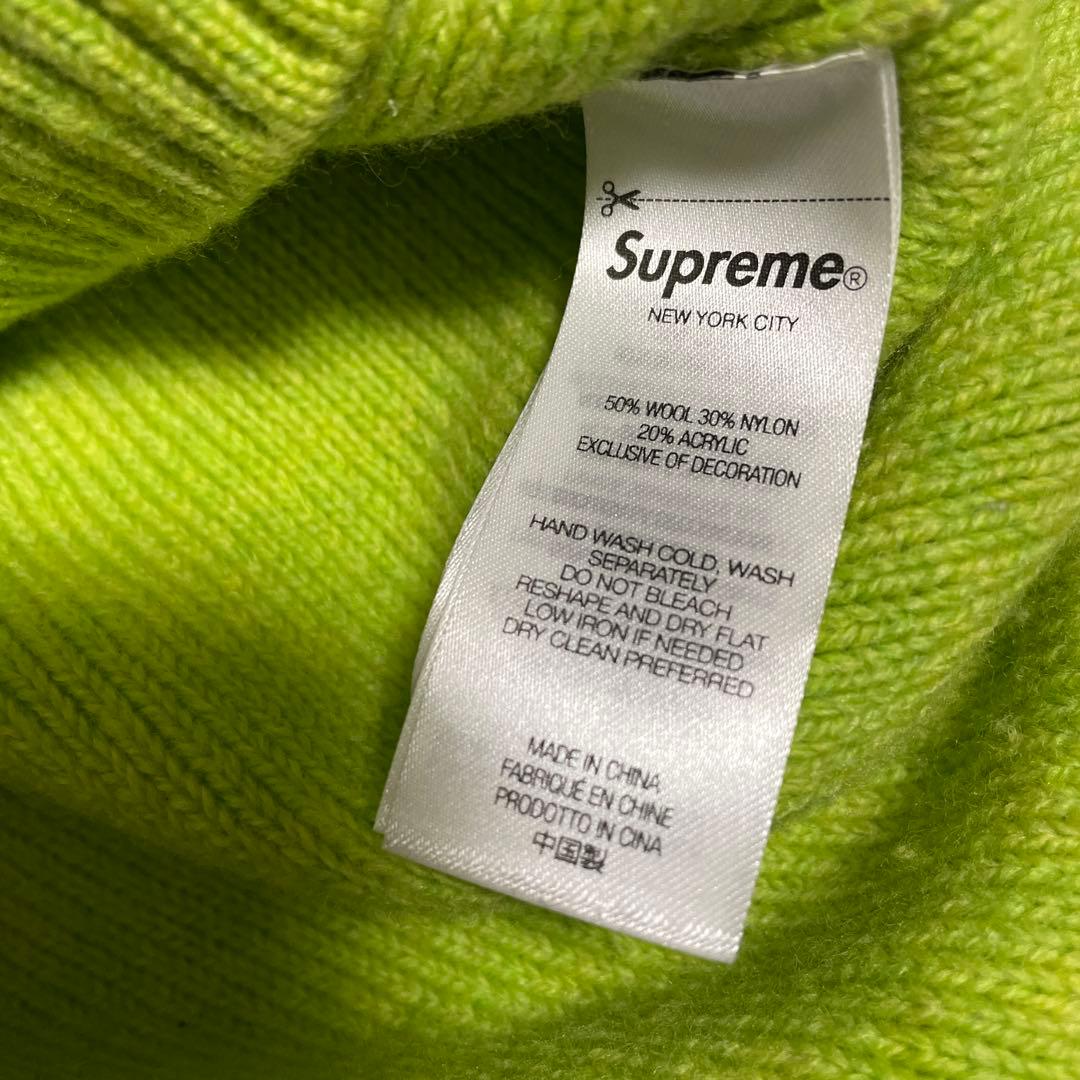 Supreme®
NEW YORK CITY
50% WOOL 30% NYLON
20% ACRYLIC
EXCLUSIVE OF DECORATION
HAND WASH COLD, WASH
SEPARATELY
DO NOT BLEACH
RESHAPE AND DRY FLAT
LOW IRON IF NEEDED
DRY CLEAN PREFERRED
MADE IN CHINA
FABRIQUÉ EN CHINE
PRODOTTO IN CINA
中国製